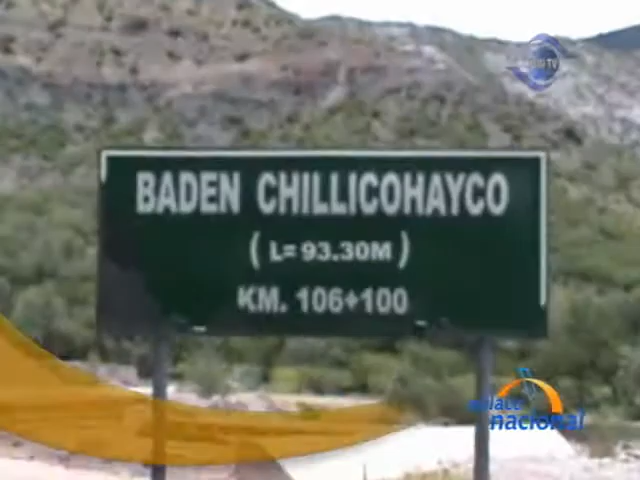 BADEN CHILLICOHAYCO
( L= 93.30M )
KM. 106+100
enlace
nacional